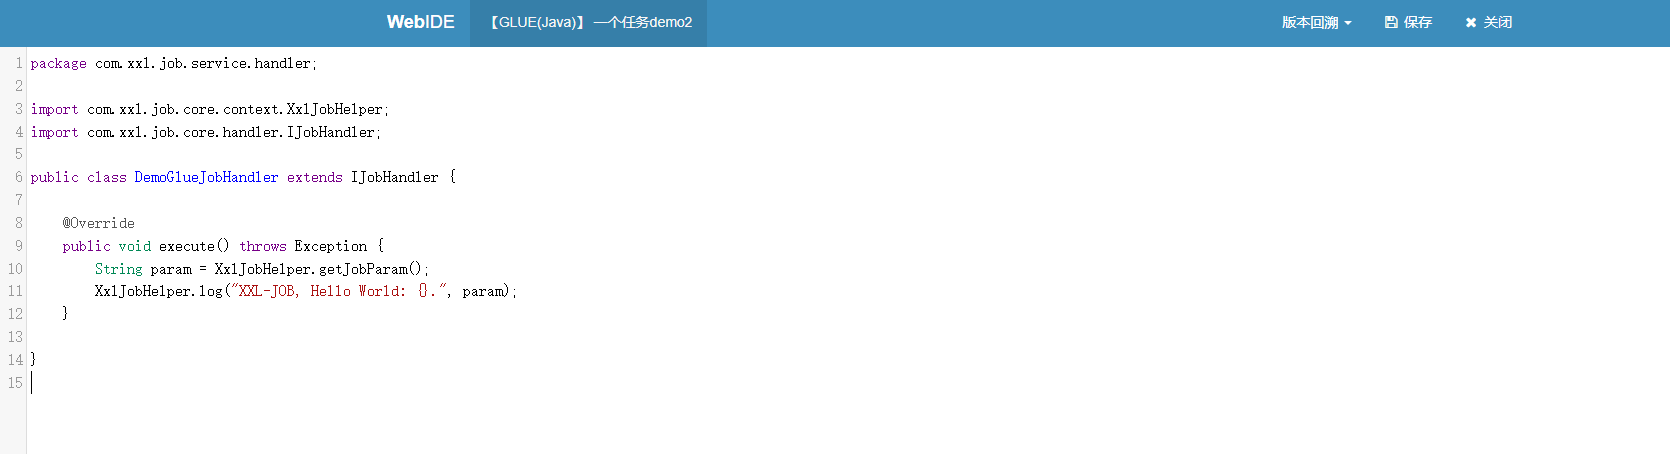 WebIDE 【GLUE(Java)】 一个任务demo2 版本回溯 保存 关闭
1 package com.xxl.job.service.handler;
2
3 import com.xxl.job.core.context.XxlJobHelper;
4 import com.xxl.job.core.handler.IJobHandler;
5
6 public class DemoGlueJobHandler extends IJobHandler {
7
8     @Override
9     public void execute() throws Exception {
10         String param = XxlJobHelper.getJobParam();
11         XxlJobHelper.log("XXL-JOB, Hello World: {}.", param);
12     }
13
14 }
15